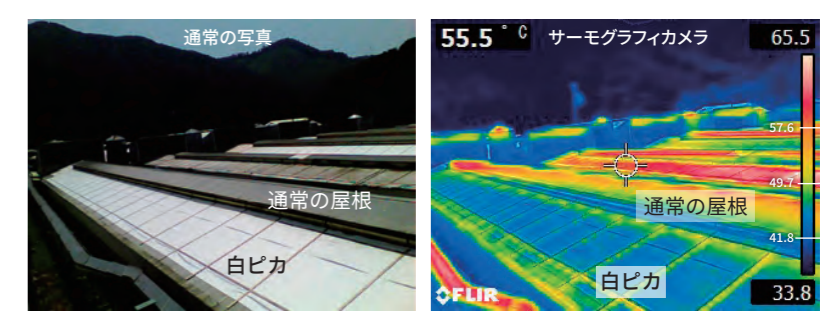 通常の写真
通常の屋根
白ピカ
55.5 °C
サーモグラフィカメラ
65.5
57.6
49.7
41.8
33.8
通常の屋根
白ピカ
FLIR